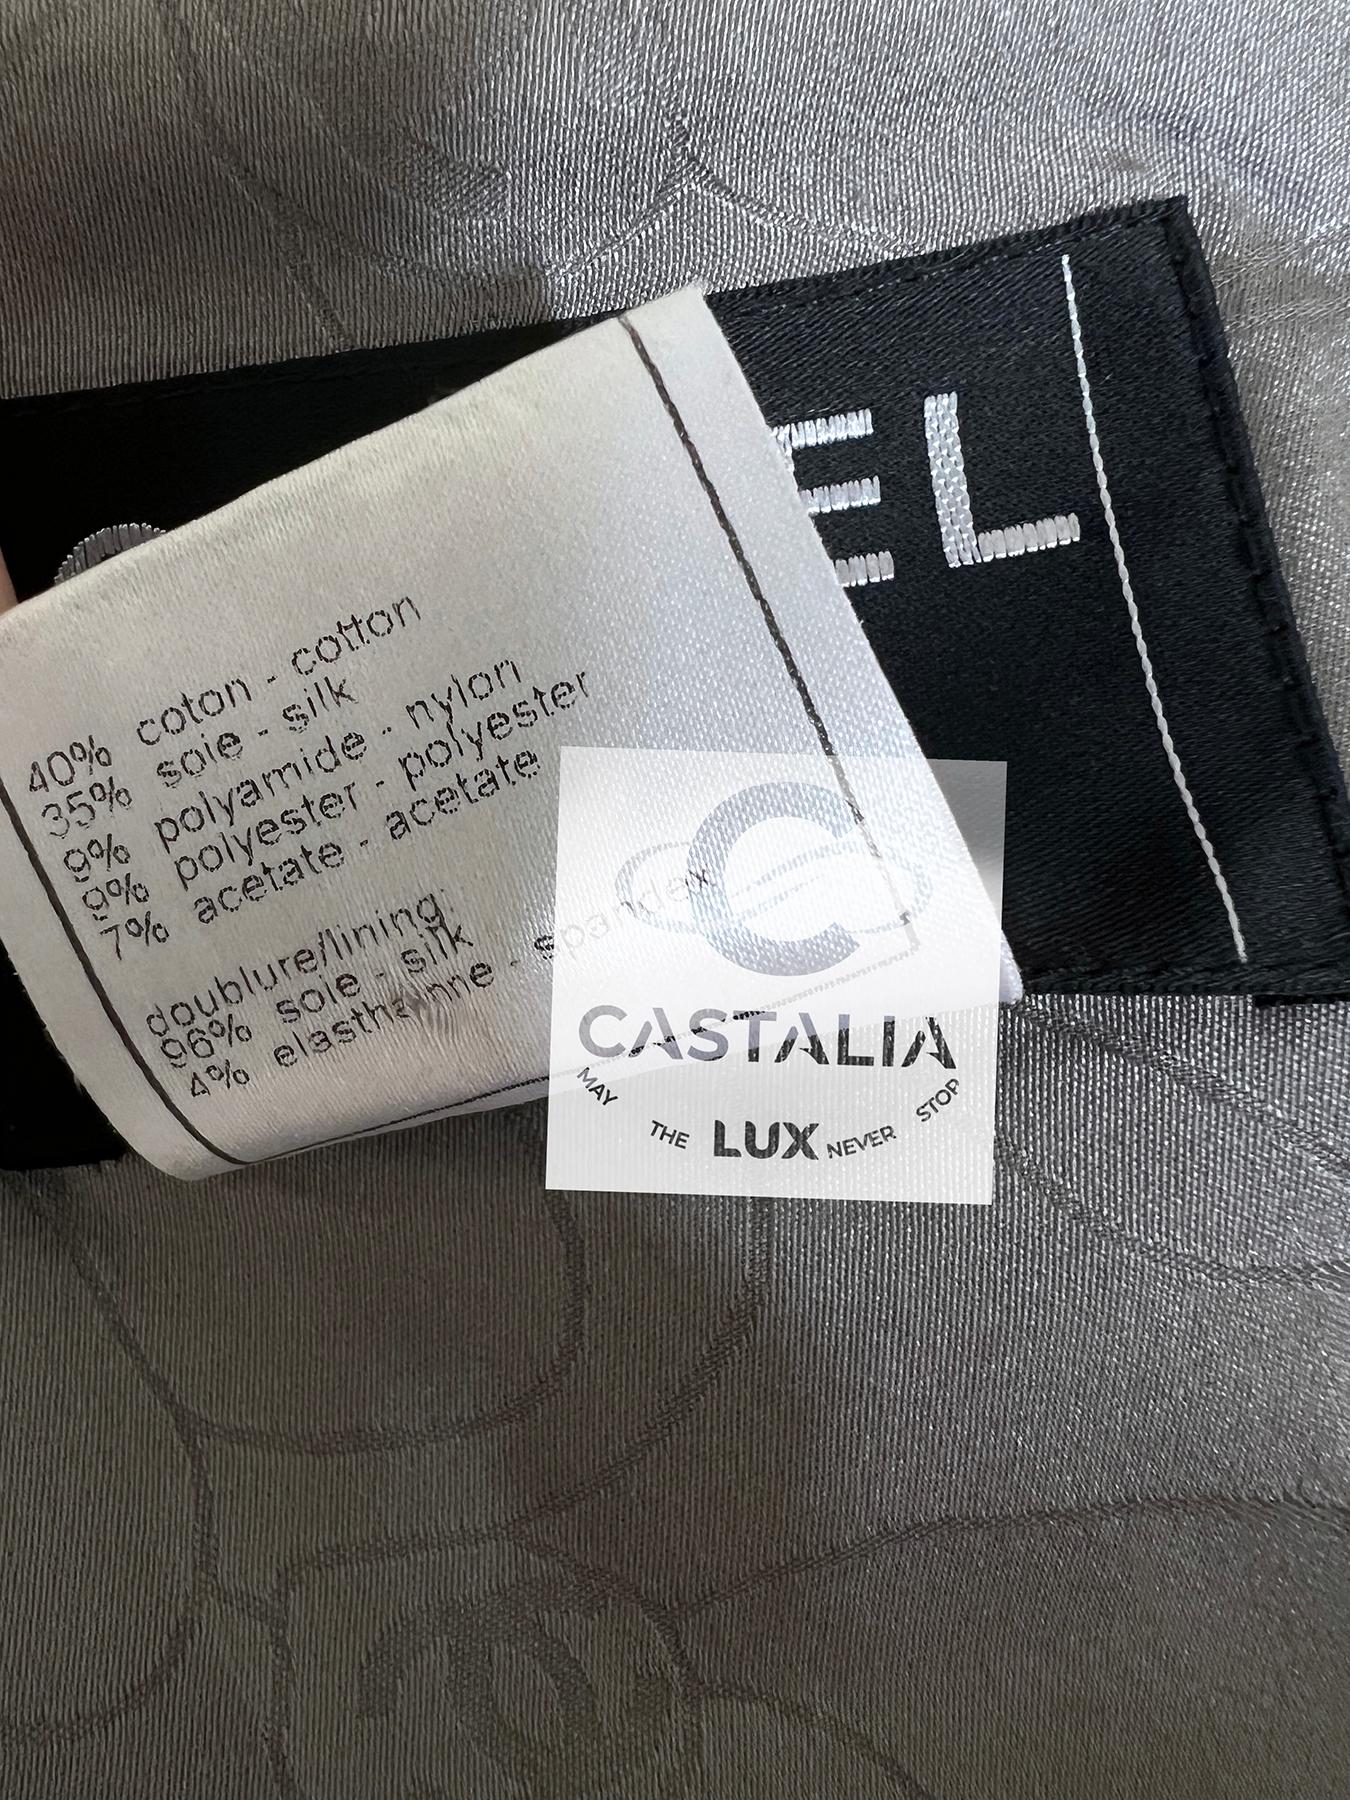 EL
40% coton - cotton
35% soie - silk
9% polyamide - nylon
9% polyester - polyester
7% acetate - acetate
doublure/lining:
96% soie - silk
4% elasthanne - spandex
CASTALIA
MAY THE LUX NEVER STOP